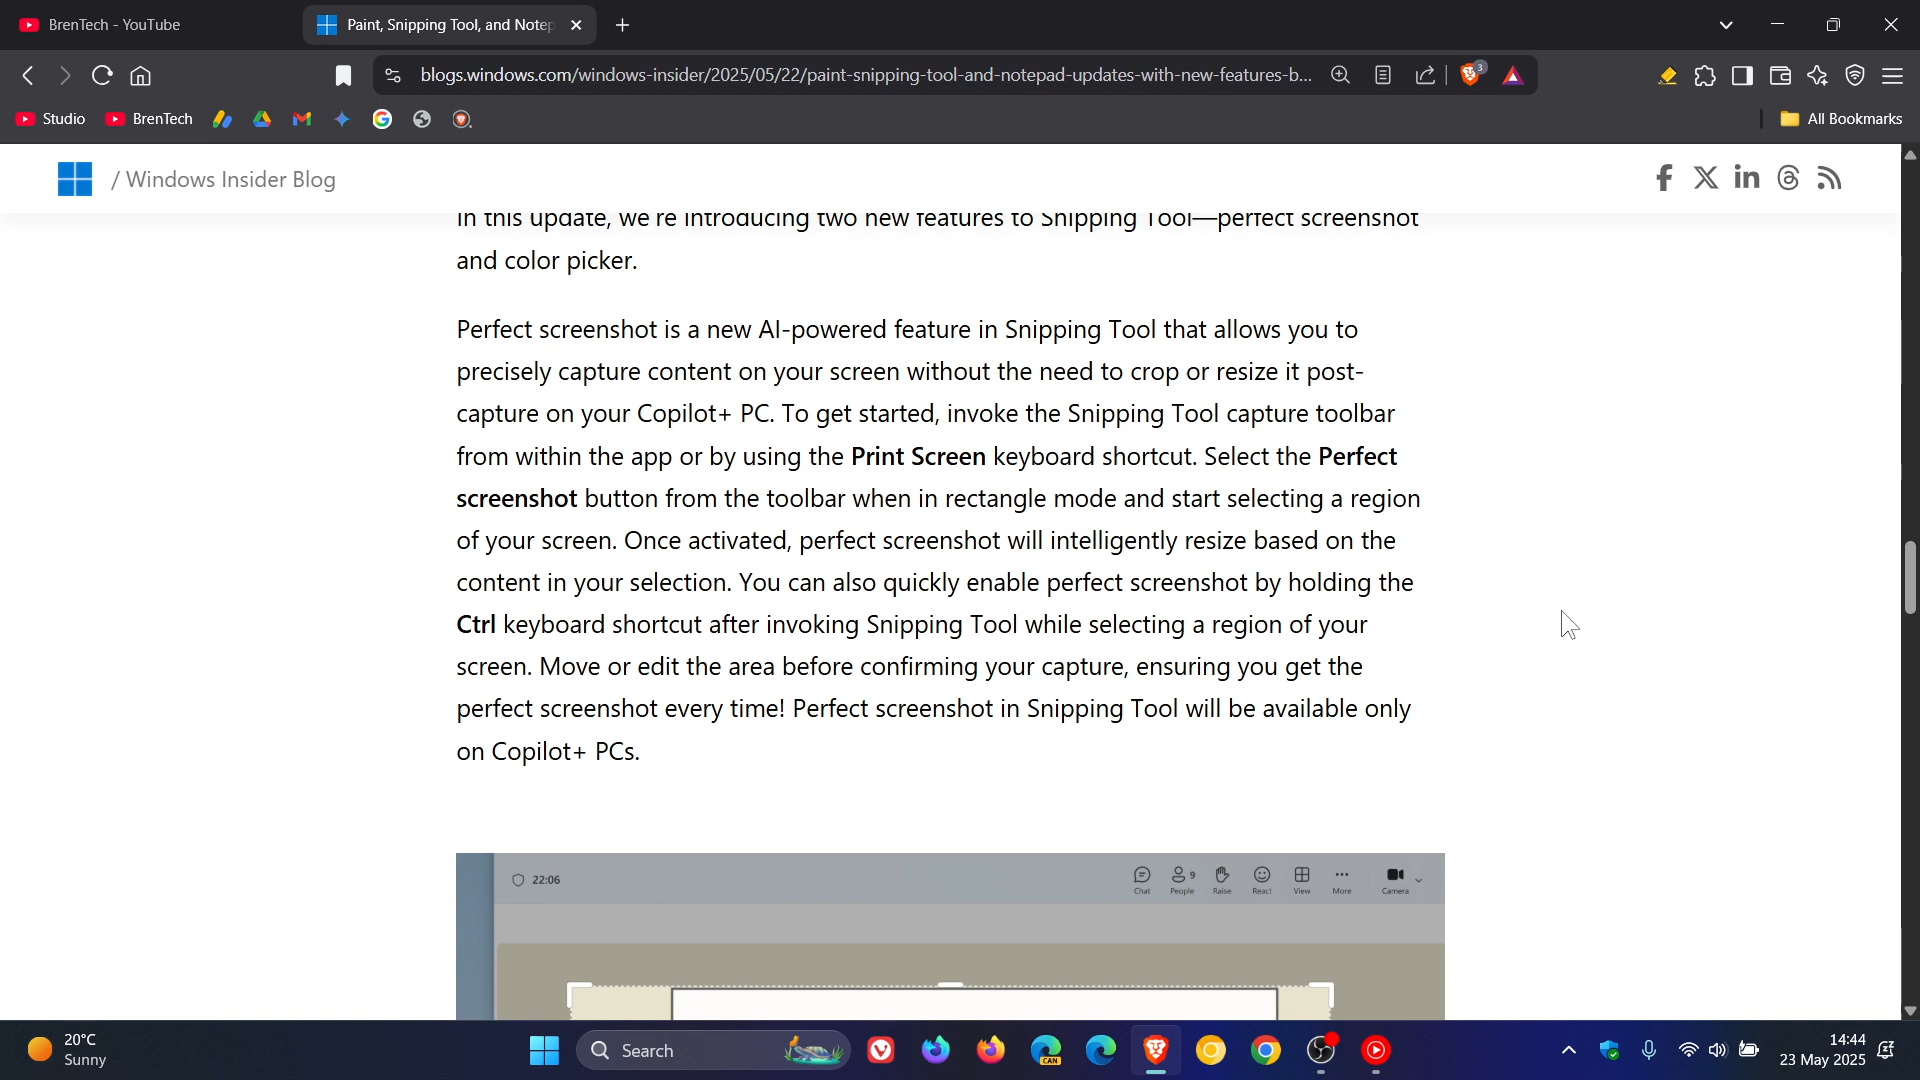 BrenTech - YouTube
Paint, Snipping Tool, and Notep
blogs.windows.com/windows-insider/2025/05/22/paint-snipping-tool-and-notepad-updates-with-new-features-b...
3
Studio
BrenTech
All Bookmarks
/ Windows Insider Blog
In this update, we're introducing two new features to Snipping Tool—perfect screenshot
and color picker.
Perfect screenshot is a new AI-powered feature in Snipping Tool that allows you to
precisely capture content on your screen without the need to crop or resize it post-
capture on your Copilot+ PC. To get started, invoke the Snipping Tool capture toolbar
from within the app or by using the Print Screen keyboard shortcut. Select the Perfect
screenshot button from the toolbar when in rectangle mode and start selecting a region
of your screen. Once activated, perfect screenshot will intelligently resize based on the
content in your selection. You can also quickly enable perfect screenshot by holding the
Ctrl keyboard shortcut after invoking Snipping Tool while selecting a region of your
screen. Move or edit the area before confirming your capture, ensuring you get the
perfect screenshot every time! Perfect screenshot in Snipping Tool will be available only
on Copilot+ PCs.
22:06
9
Chat People Raise React View More Camera
20°C
Sunny
Search
CAN
14:44
23 May 2025